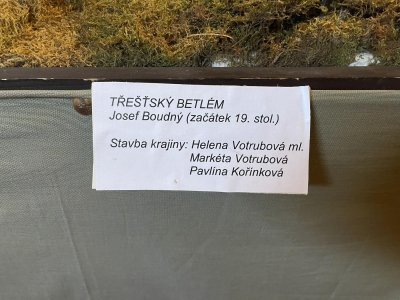 TŘEŠŤSKÝ BETLÉM
Josef Boudný (začátek 19. stol.)
Stavba krajiny: Helena Votrubová ml.
Markéta Votrubová
Pavlína Kořínková